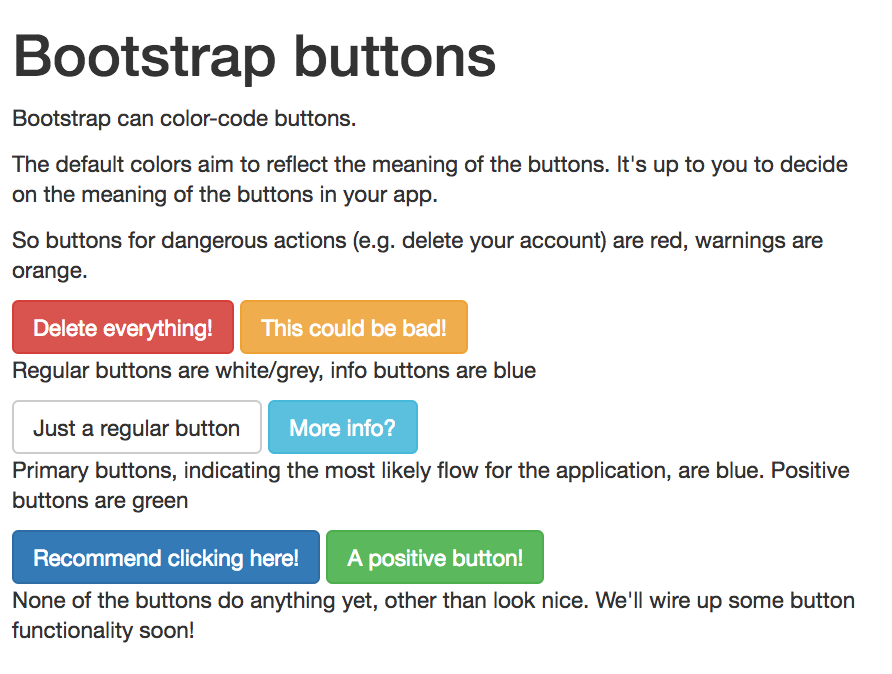 Bootstrap buttons
Bootstrap can color-code buttons.
The default colors aim to reflect the meaning of the buttons. It's up to you to decide
on the meaning of the buttons in your app.
So buttons for dangerous actions (e.g. delete your account) are red, warnings are
orange.
Delete everything! This could be bad!
Regular buttons are white/grey, info buttons are blue
Just a regular button More info?
Primary buttons, indicating the most likely flow for the application, are blue. Positive
buttons are green
Recommend clicking here! A positive button!
None of the buttons do anything yet, other than look nice. We'll wire up some button
functionality soon!